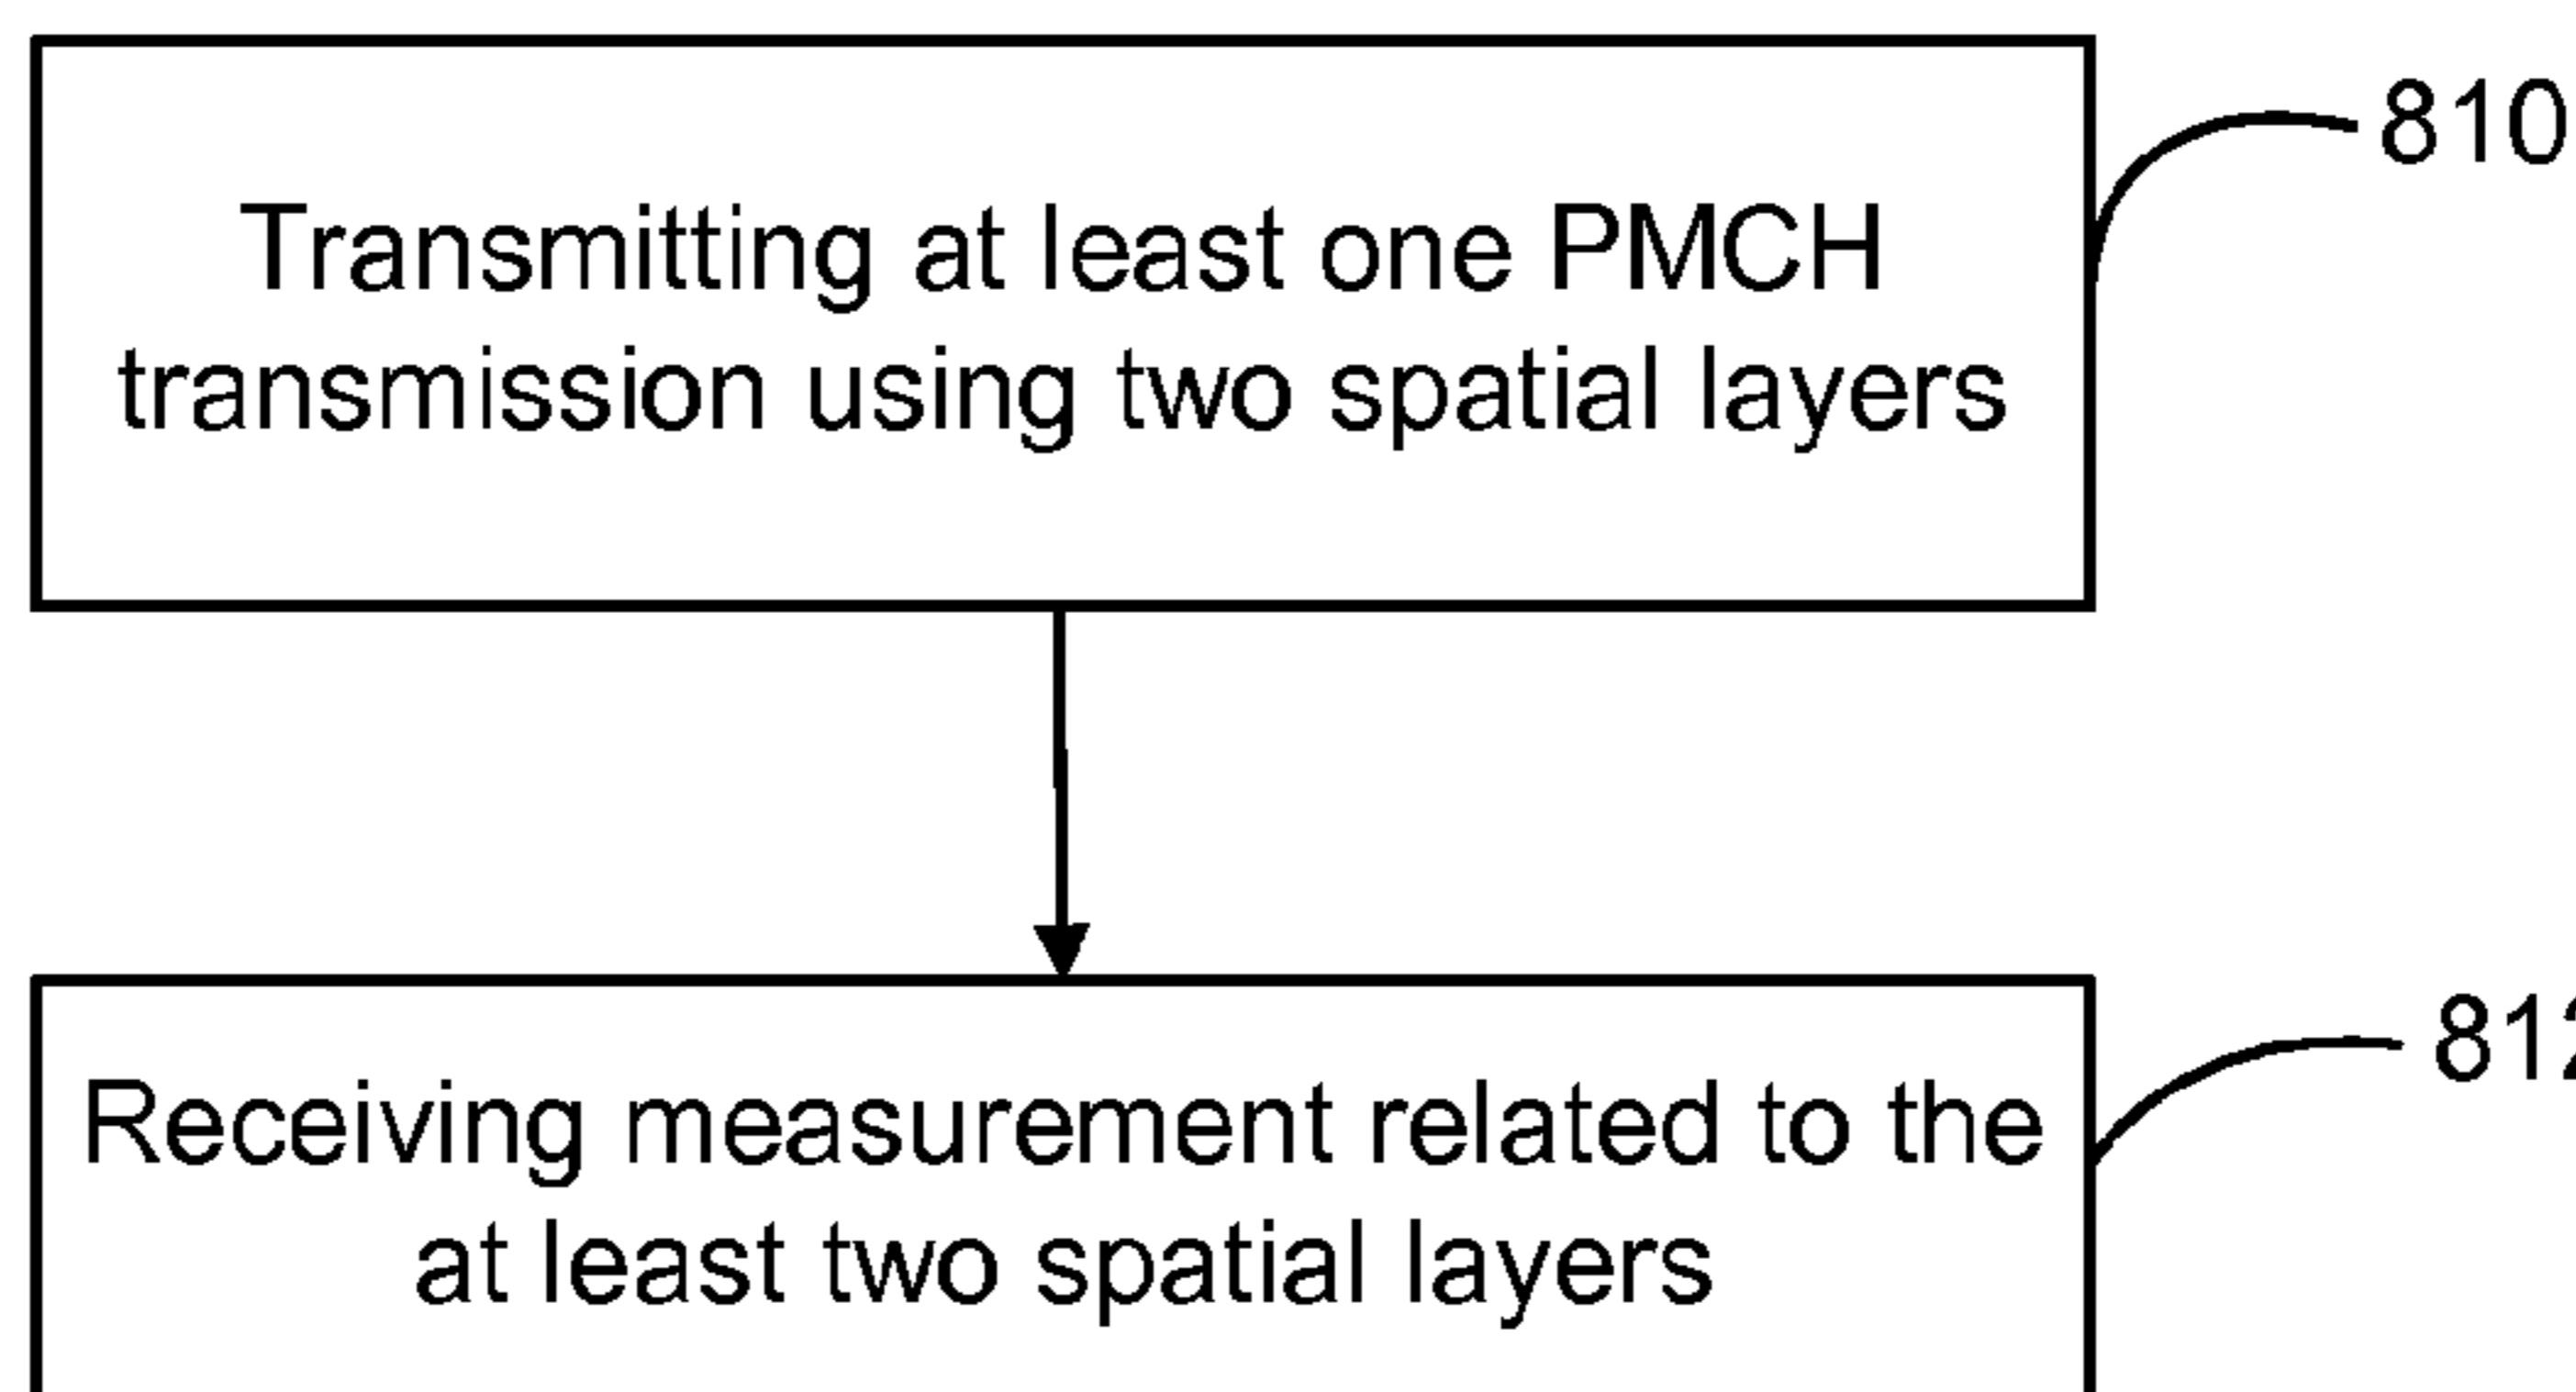 810
Transmitting at least one PMCH
transmission using two spatial layers
812
Receiving measurement related to the
at least two spatial layers